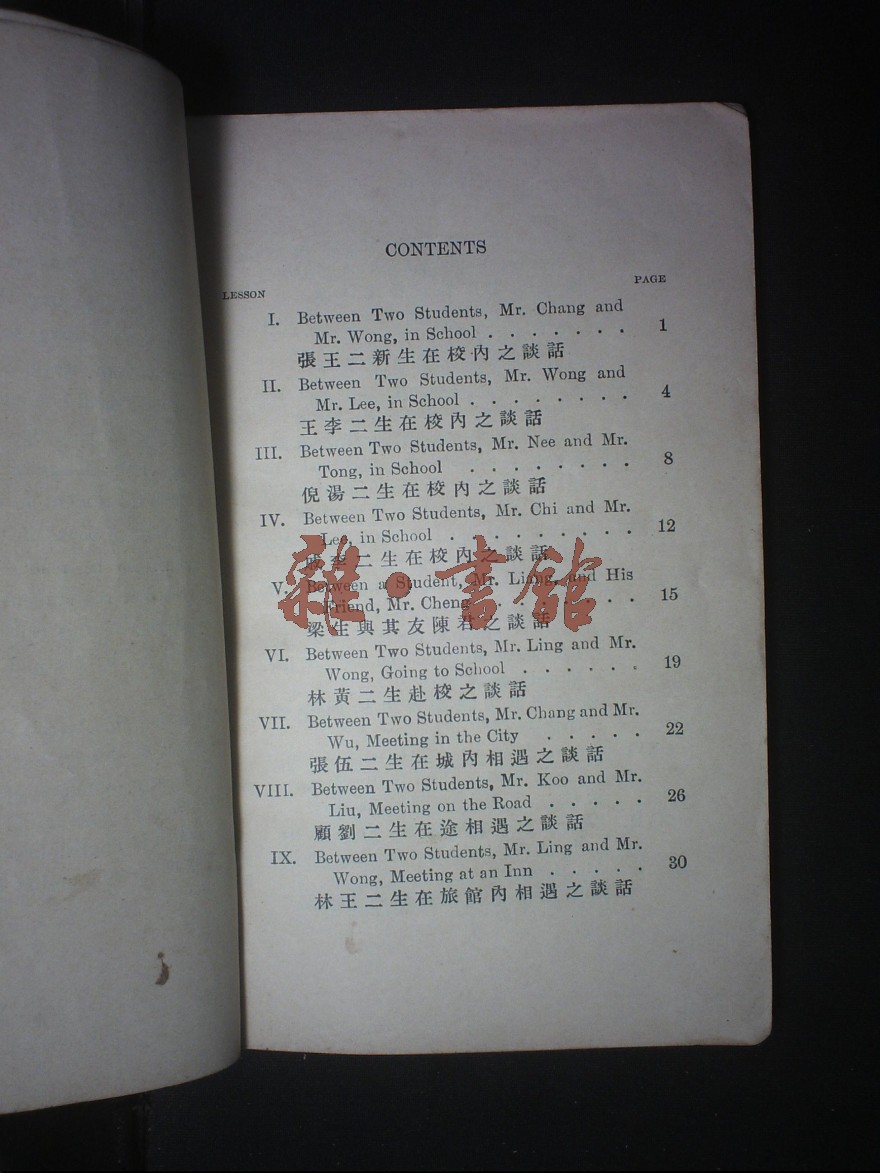 CONTENTS
LESSON PAGE
I. Between Two Students, Mr. Chang and
Mr. Wong, in School . . . . . . . 1
張王二新生在校內之談話
II. Between Two Students, Mr. Wong and
Mr. Lee, in School . . . . . . . . 4
王李二生在校內之談話
III. Between Two Students, Mr. Nee and Mr.
Tong, in School . . . . . . . . 8
倪湯二生在校內之談話
IV. Between Two Students, Mr. Chi and Mr.
Lee, in School . . . . . . . . . 12
戚李二生在校內之談話
V. Between a Student, Mr. Liang, and His
Friend, Mr. Cheng . . . . . . . 15
梁生與其友陳君之談話
VI. Between Two Students, Mr. Ling and Mr.
Wong, Going to School . . . . . . 19
林黃二生赴校之談話
VII. Between Two Students, Mr. Chang and Mr.
Wu, Meeting in the City . . . . . 22
張伍二生在城內相遇之談話
VIII. Between Two Students, Mr. Koo and Mr.
Liu, Meeting on the Road . . . . . 26
顧劉二生在途相遇之談話
IX. Between Two Students, Mr. Ling and Mr.
Wong, Meeting at an Inn . . . . . 30
林王二生在旅館內相遇之談話
雜·書館